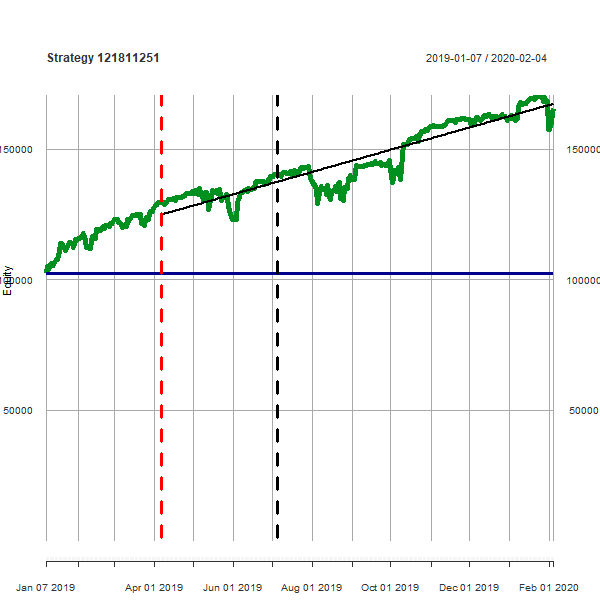 Strategy 121811251
2019-01-07 / 2020-02-04
150000
150000
Equity
100000
100000
50000
50000
Jan 07 2019
Apr 01 2019
Jun 01 2019
Aug 01 2019
Oct 01 2019
Dec 01 2019
Feb 01 2020